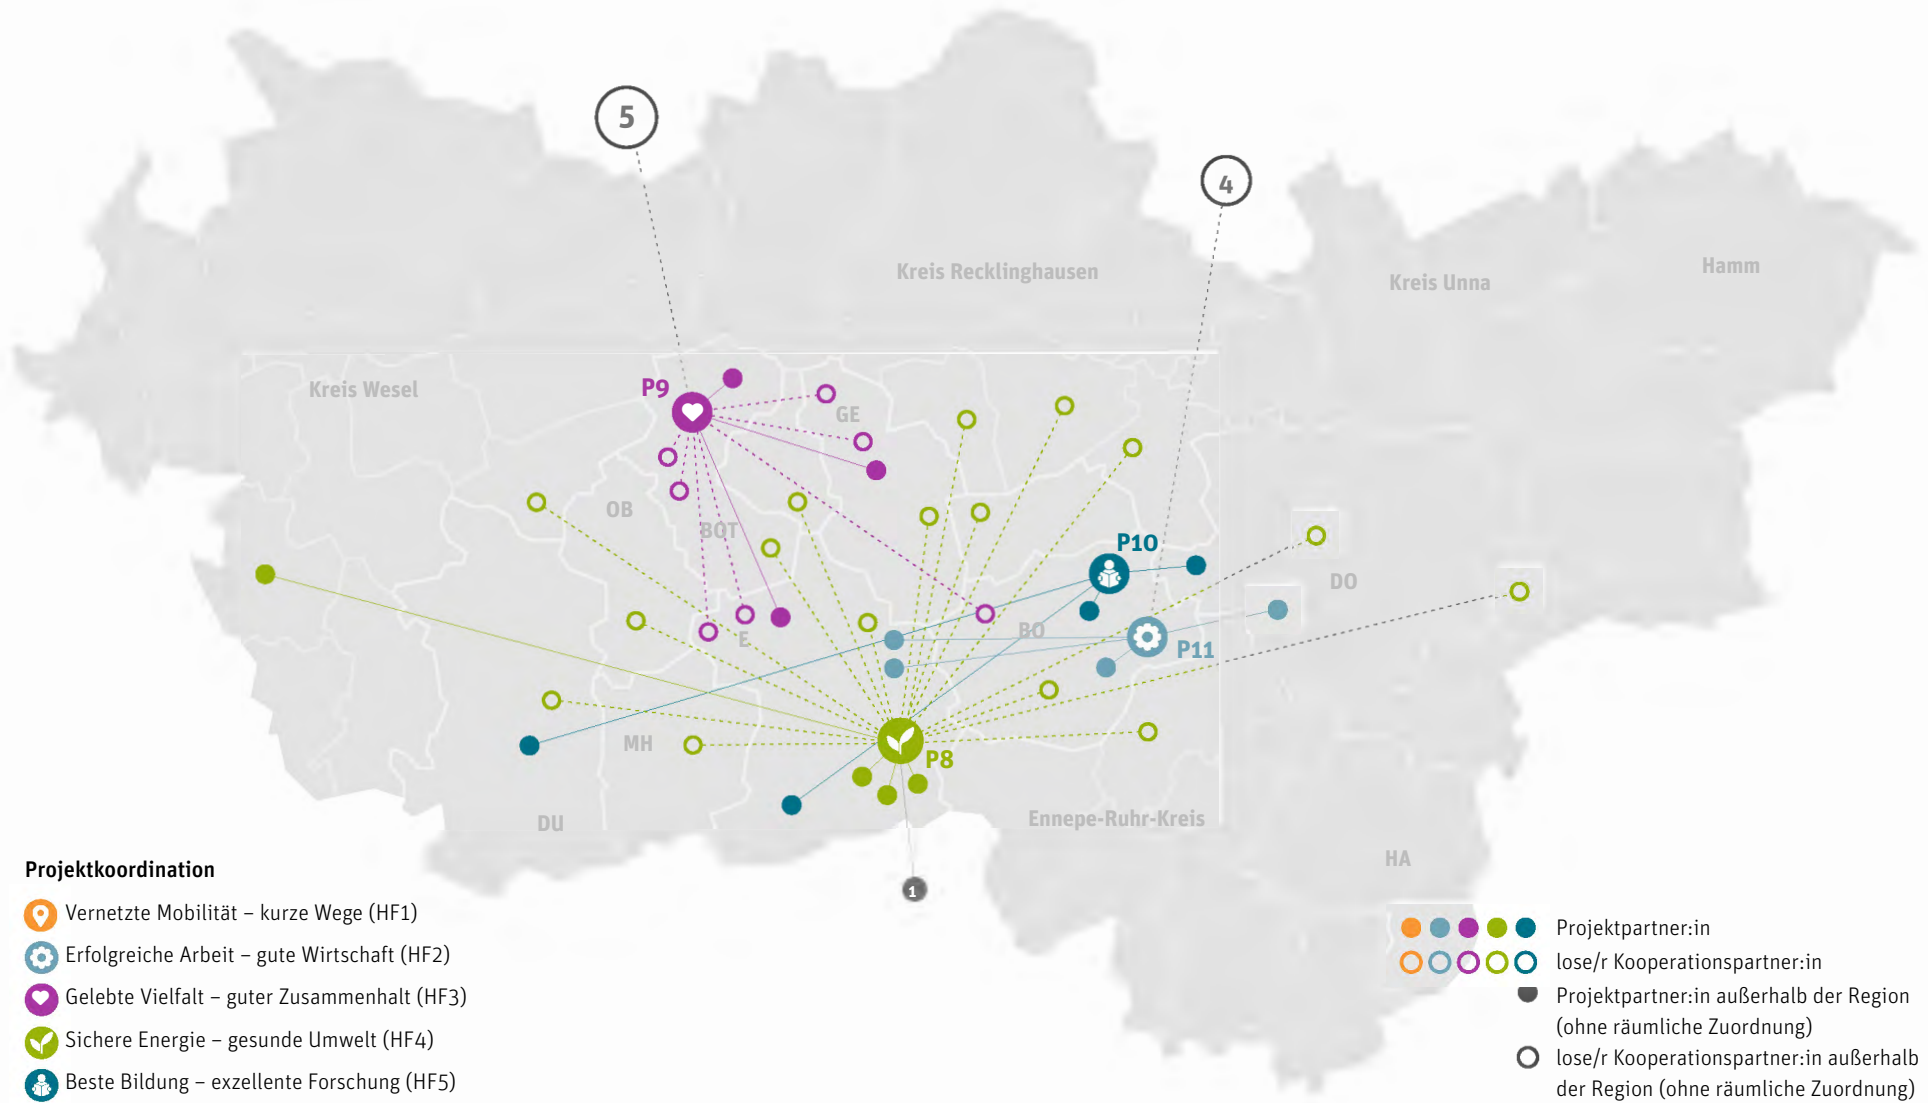 5
4
Kreis Recklinghausen
Kreis Unna
Hamm
Kreis Wesel
P9
GE
OB
BOT
P10
DO
E
BO
P11
MH
P8
DU
Ennepe-Ruhr-Kreis
HA
1
Projektkoordination
Vernetzte Mobilität – kurze Wege (HF1)
Erfolgreiche Arbeit – gute Wirtschaft (HF2)
Gelebte Vielfalt – guter Zusammenhalt (HF3)
Sichere Energie – gesunde Umwelt (HF4)
Beste Bildung – exzellente Forschung (HF5)
Projektpartner:in
lose/r Kooperationspartner:in
Projektpartner:in außerhalb der Region
(ohne räumliche Zuordnung)
lose/r Kooperationspartner:in außerhalb
der Region (ohne räumliche Zuordnung)